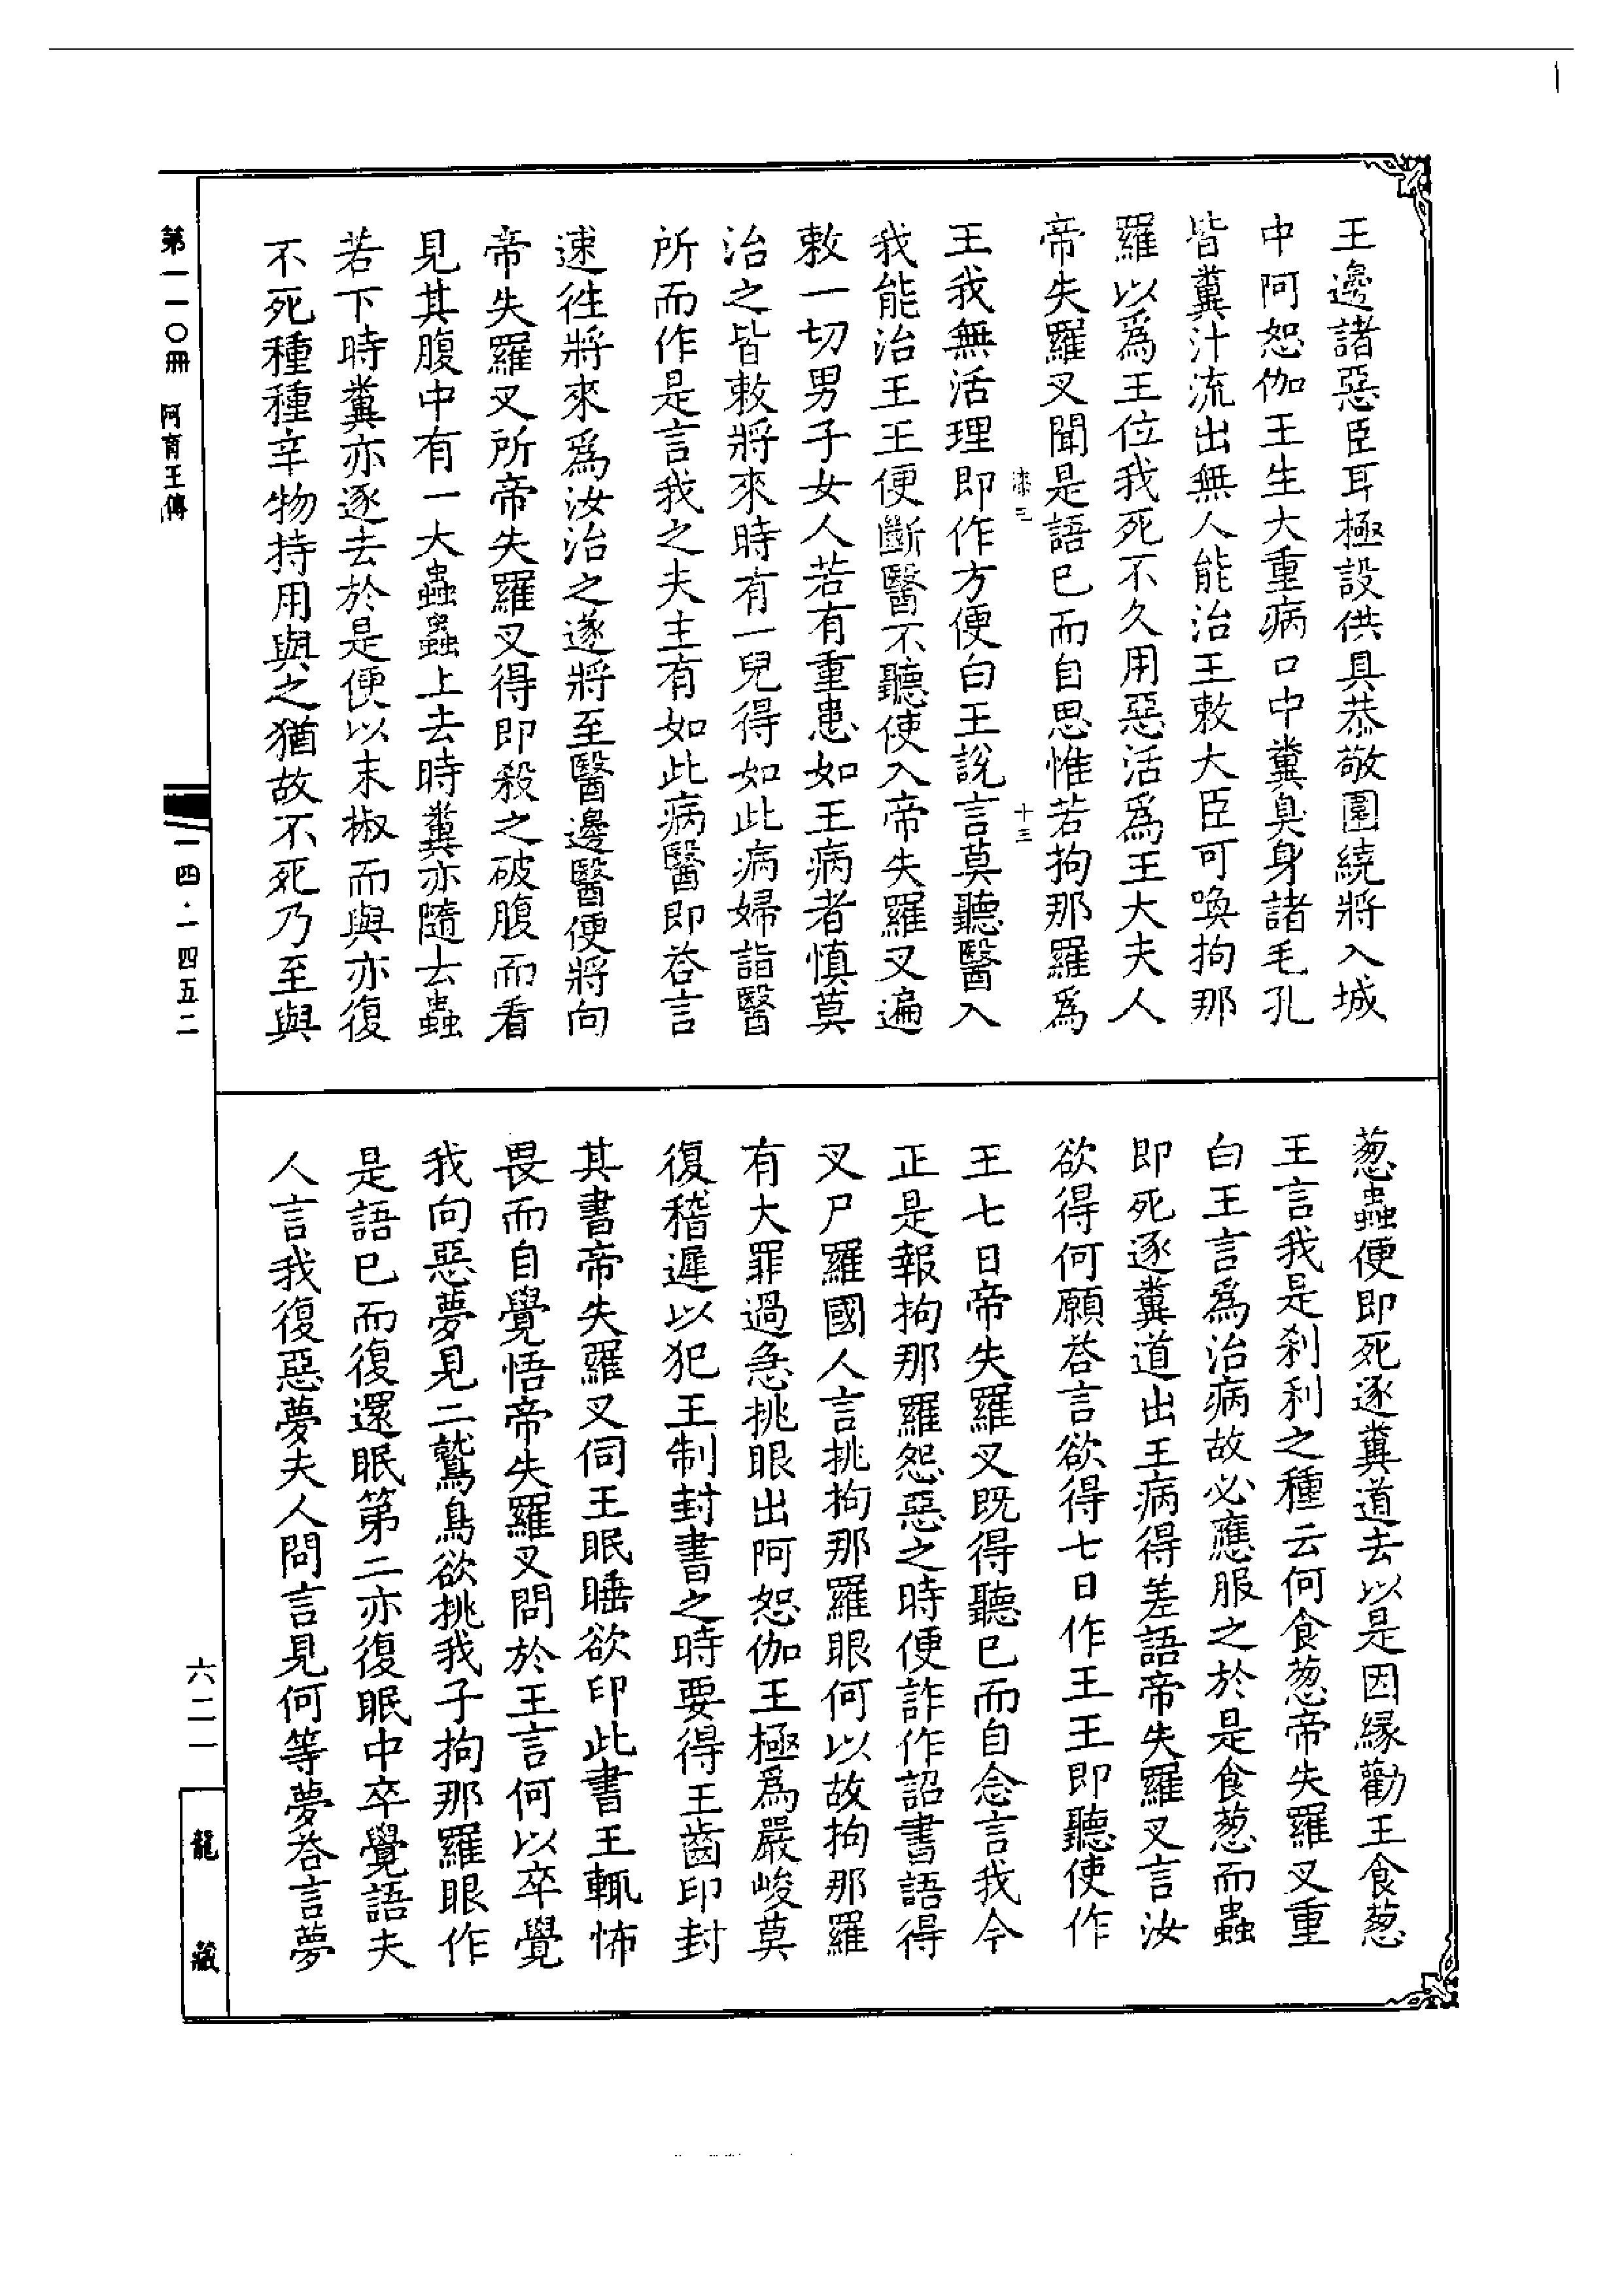 王邊諸惡臣耳極設供具恭敬圍繞將入城
中阿恕伽王生大重病口中糞臭身諸毛孔
皆糞汁流出無人能治王敕大臣可喚拘那
羅以爲王位我死不久用惡活爲王大夫人
帝失羅叉聞是語已而自思惟若拘那羅爲
十三
王我無活理即作方便白王說言莫聽醫入
我能治王王便斷醫不聽使入帝失羅叉遍
敕一切男子女人若有重患如王病者慎莫
治之皆敕將來時有一兒得如此病婦詣醫
所而作是言我之夫主有如此病醫即荅言
速徃將來爲汝治之遂將至醫邊醫便將向
帝失羅叉所帝失羅叉得即殺之破腹而看
見其腹中有一大蟲蟲上去時糞亦隨去蟲
若下時糞亦逐去於是便以末椒而與亦復
不死種種辛物持用與之猶故不死乃至與
葱蟲便即死逐糞道去以是因緣勸王食葱
王言我是刹利之種云何食葱帝失羅叉重
白王言爲治病故必應服之於是食葱而蟲
即死逐糞道出王病得差語帝失羅叉言汝
欲得何願荅言欲得七日作王王即聽使作
王七日帝失羅叉既得聽已而自念言我今
正是報拘那羅怨惡之時便詐作詔書語得
叉尸羅國人言挑拘那羅眼何以故拘那羅
有大罪過急挑眼出阿恕伽王極爲嚴峻莫
復稽遲以犯王制封書之時要得王齒印封
其書帝失羅叉伺王眠睡欲印此書王輒怖
畏而自覺悟帝失羅叉問於王言何以卒覺
我向惡夢見二鷲鳥欲挑我子拘那羅眼作
是語已而復還眠第二亦復眠中卒覺語夫
人言我復惡夢夫人問言見何等夢荅言夢
第一一〇冊 阿育王傳
一四·一四五二
六二一
龍藏